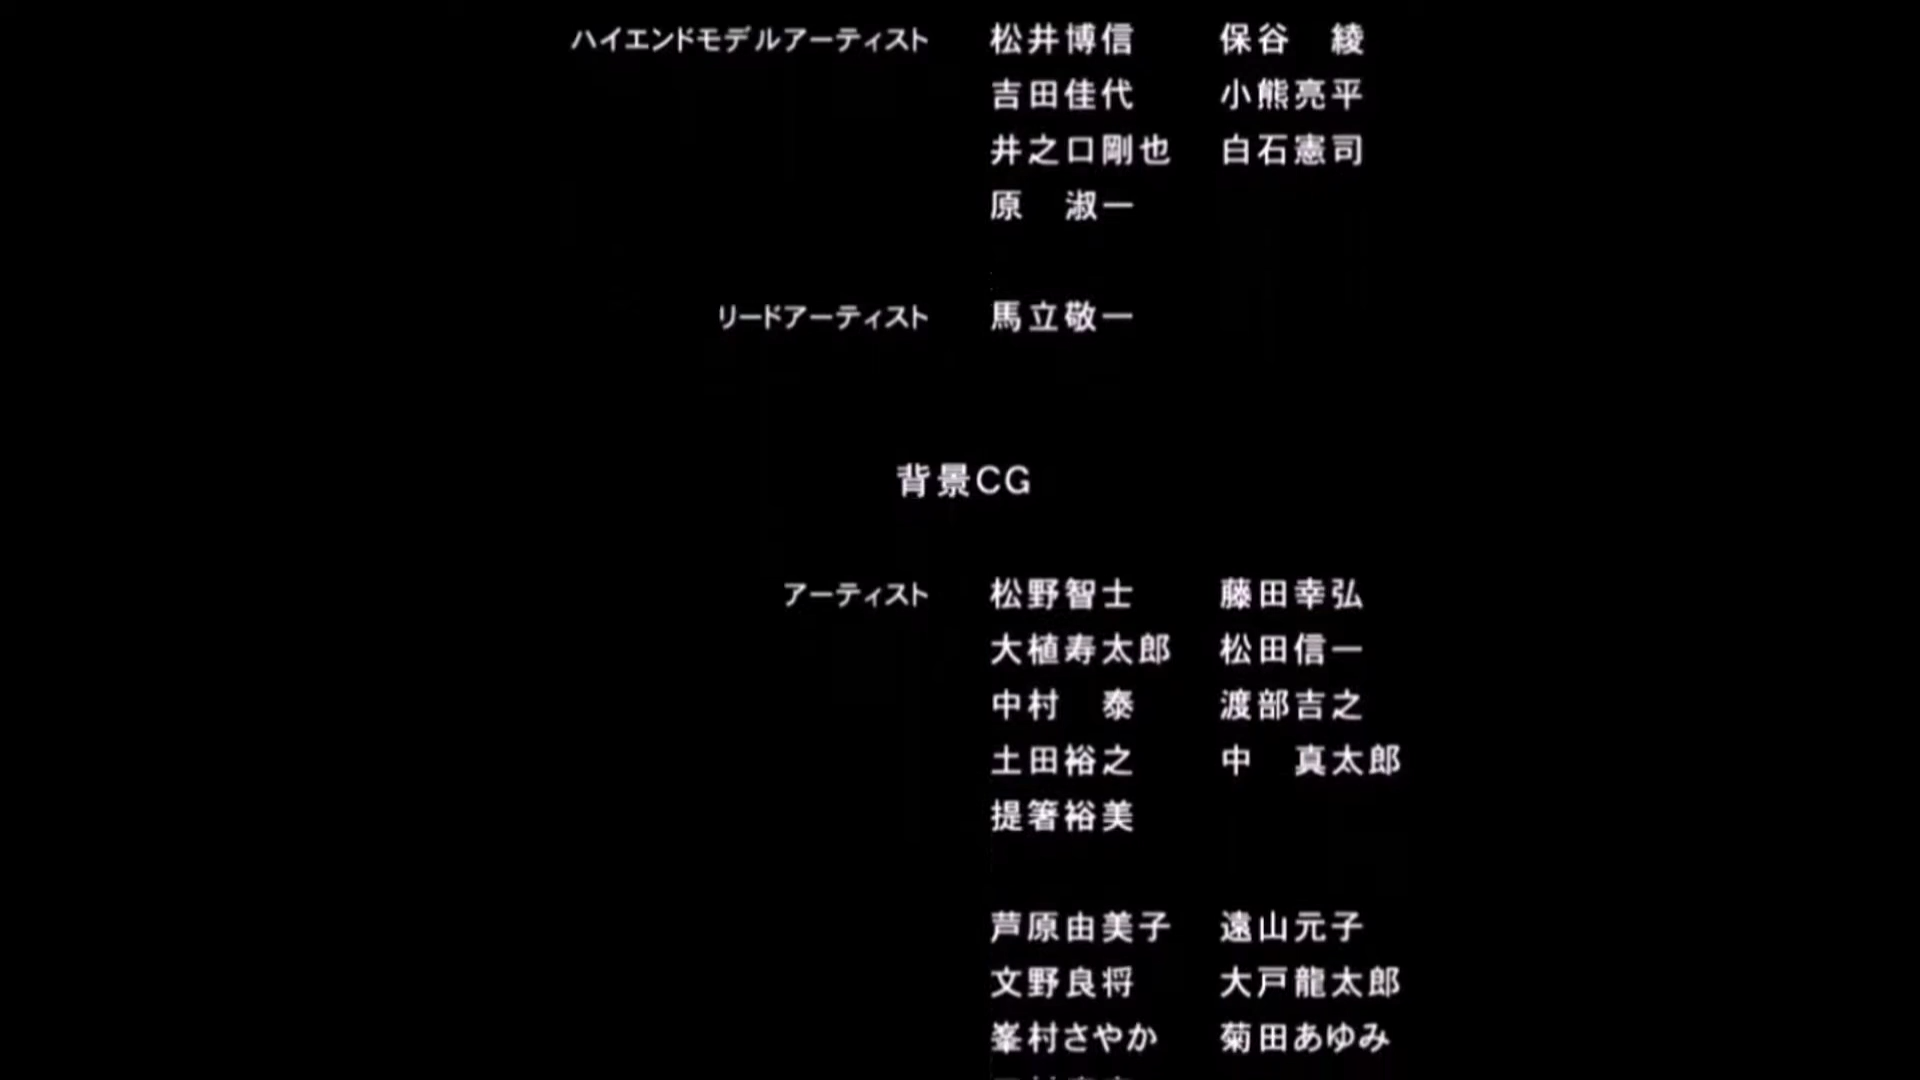 ハイエンドモデルアーティスト 松井博信 保谷 綾
吉田佳代 小熊亮平
井之口剛也 白石憲司
原 淑一
リードアーティスト 馬立敬一
背景CG
アーティスト 松野智士 藤田幸弘
大植寿太郎 松田信一
中村 泰 渡部吉之
土田裕之 中 真太郎
提箸裕美
芦原由美子 遠山元子
文野良将 大戸龍太郎
峯村さやか 菊田あゆみ